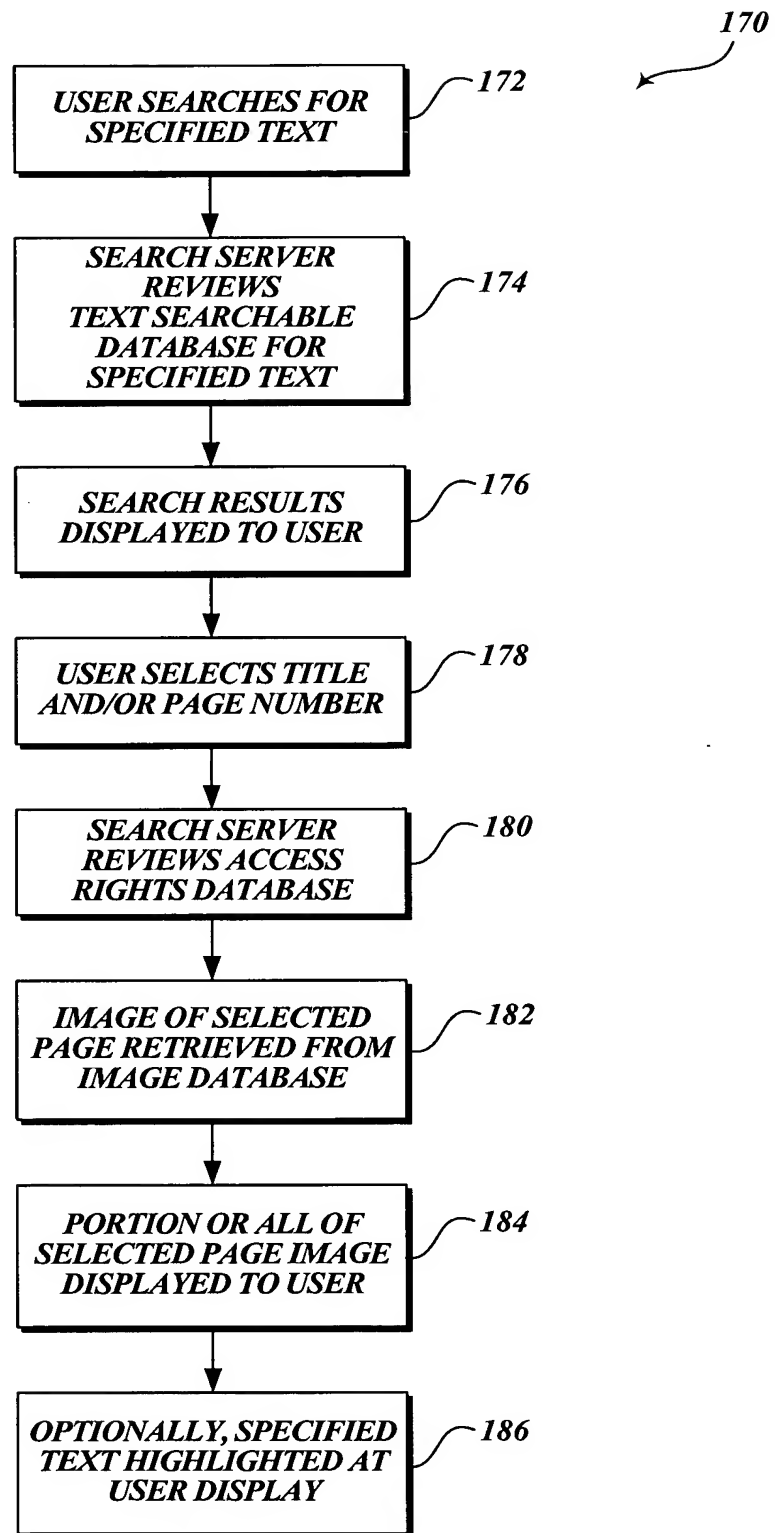 170
USER SEARCHES FOR
SPECIFIED TEXT
172
SEARCH SERVER
REVIEWS
TEXT SEARCHABLE
DATABASE FOR
SPECIFIED TEXT
174
SEARCH RESULTS
DISPLAYED TO USER
176
USER SELECTS TITLE
AND/OR PAGE NUMBER
178
SEARCH SERVER
REVIEWS ACCESS
RIGHTS DATABASE
180
IMAGE OF SELECTED
PAGE RETRIEVED FROM
IMAGE DATABASE
182
PORTION OR ALL OF
SELECTED PAGE IMAGE
DISPLAYED TO USER
184
OPTIONALLY, SPECIFIED
TEXT HIGHLIGHTED AT
USER DISPLAY
186